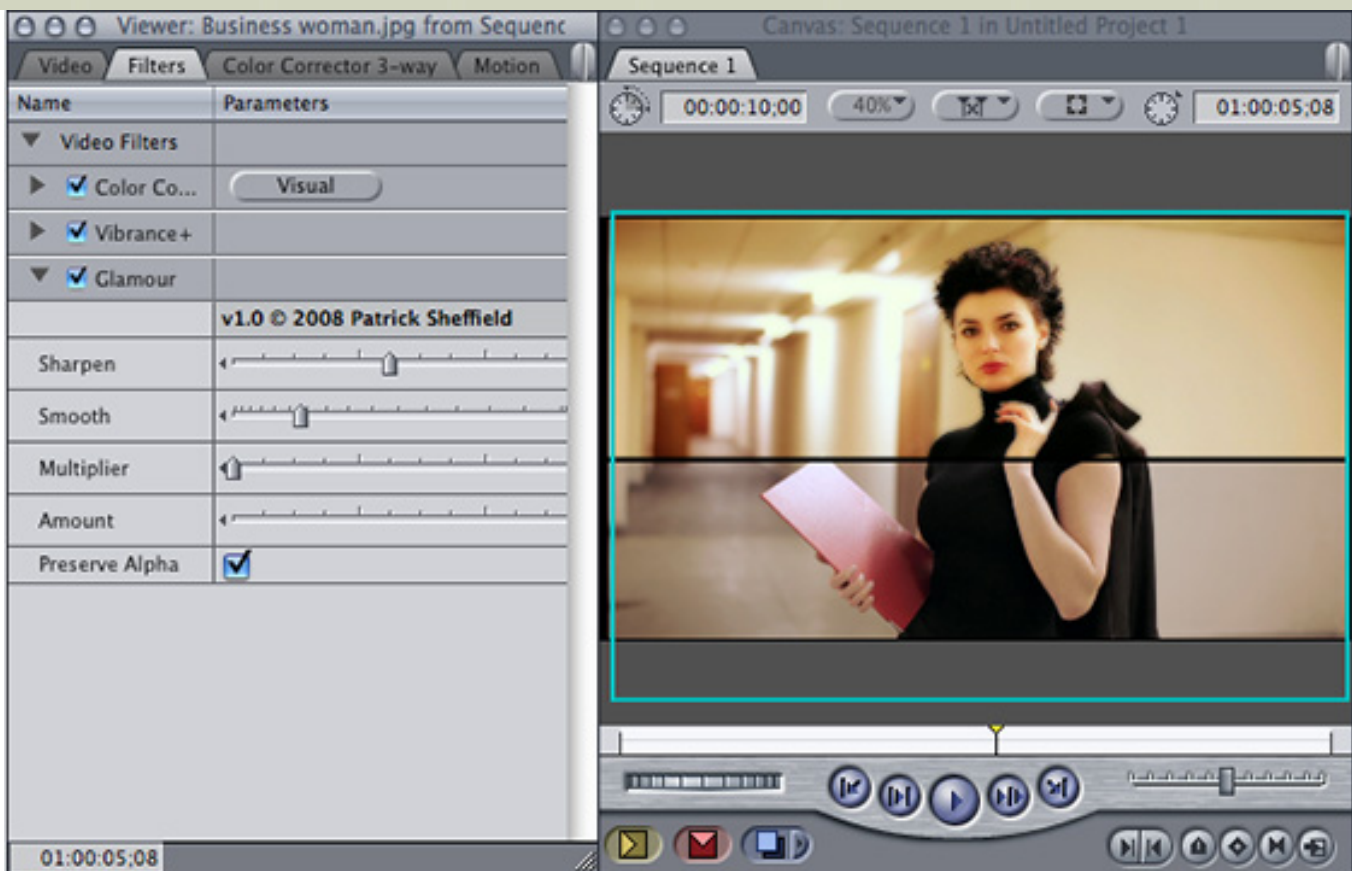 Viewer: Business woman.jpg from Sequenc
Video Filters Color Corrector 3-way Motion
Name Parameters
Video Filters
Color Co... Visual
Vibrance+
Glamour
v1.0 © 2008 Patrick Sheffield
Sharpen
Smooth
Multiplier
Amount
Preserve Alpha
01:00:05;08
Canvas: Sequence 1 in Untitled Project 1
Sequence 1
00:00:10;00 40% 01:00:05;08